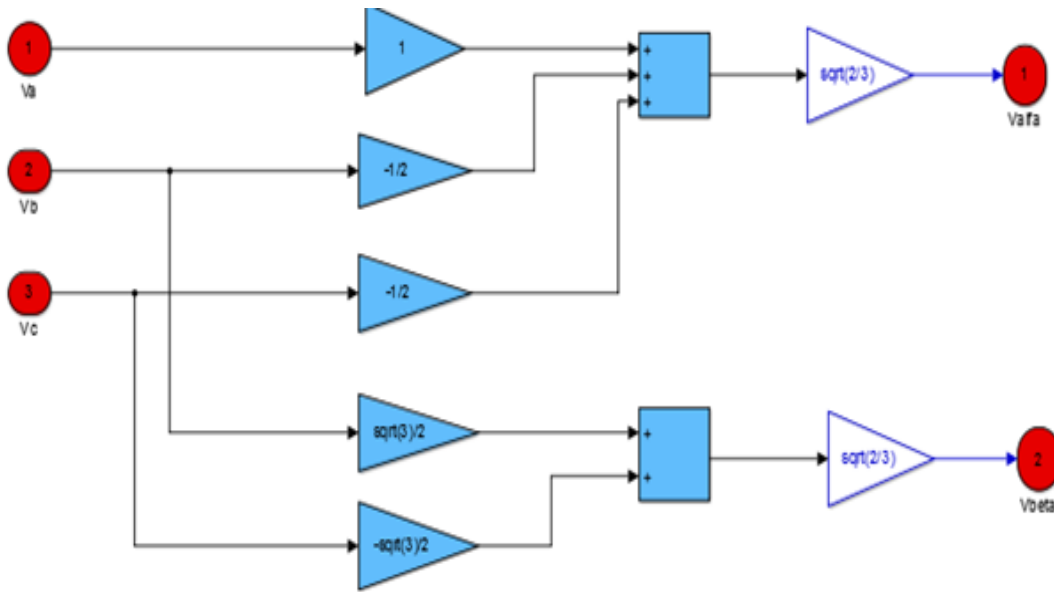 1
Va
1
+
+
+
sqrt(2/3)
1
Valfa
2
Vb
-1/2
3
Vc
-1/2
sqrt(3)/2
+
+
sqrt(2/3)
2
Vbeta
-sqrt(3)/2